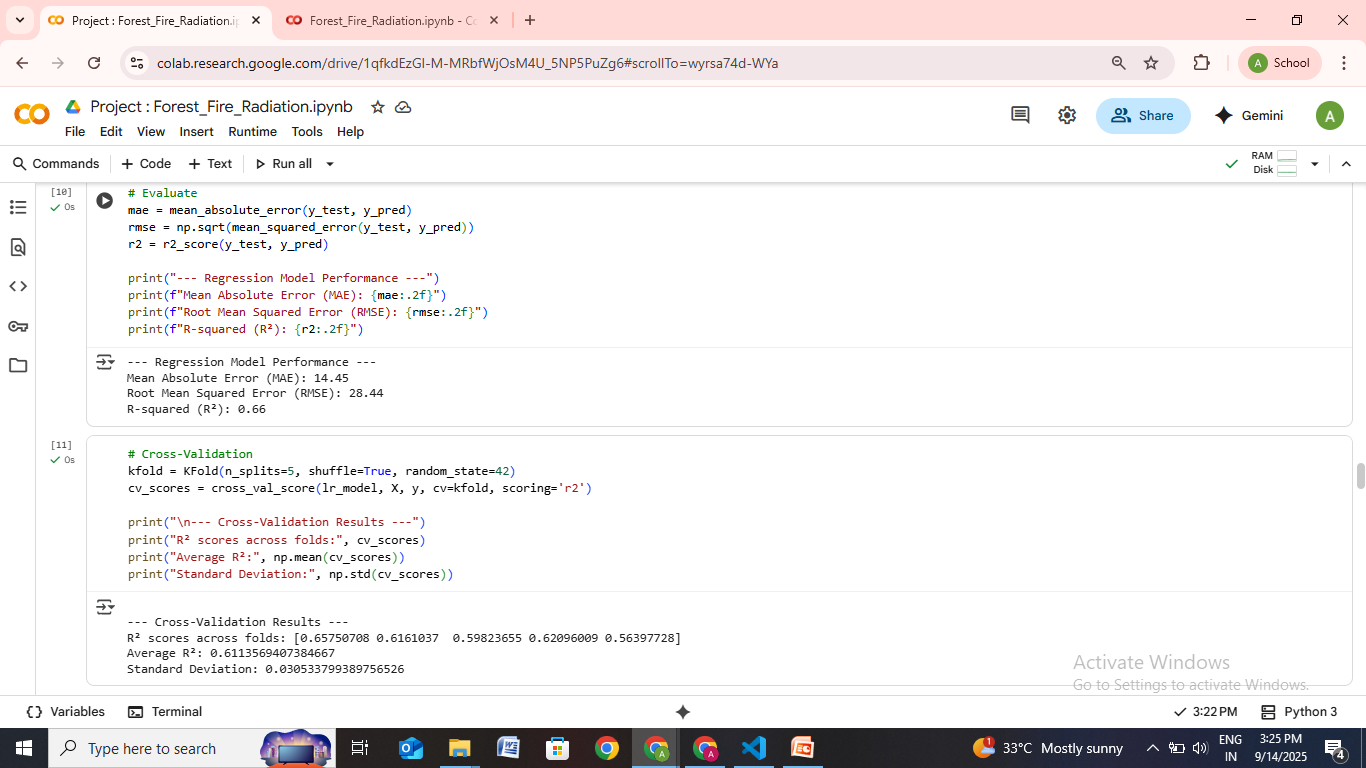 Project : Forest_Fire_Radiation.i
Forest_Fire_Radiation.ipynb - Co
colab.research.google.com/drive/1qfkdEzGI-M-MRbfWjOsM4U_5NP5PuZg6#scrollTo=wyrsa74d-WYa
A School
Project : Forest_Fire_Radiation.ipynb
File Edit View Insert Runtime Tools Help
Share
Gemini
A
Commands + Code + Text Run all
RAM
Disk
[10]
0s
# Evaluate
mae = mean_absolute_error(y_test, y_pred)
rmse = np.sqrt(mean_squared_error(y_test, y_pred))
r2 = r2_score(y_test, y_pred)
print("--- Regression Model Performance ---")
print(f"Mean Absolute Error (MAE): {mae:.2f}")
print(f"Root Mean Squared Error (RMSE): {rmse:.2f}")
print(f"R-squared (R²): {r2:.2f}")
--- Regression Model Performance ---
Mean Absolute Error (MAE): 14.45
Root Mean Squared Error (RMSE): 28.44
R-squared (R²): 0.66
[11]
0s
# Cross-Validation
kfold = KFold(n_splits=5, shuffle=True, random_state=42)
cv_scores = cross_val_score(lr_model, X, y, cv=kfold, scoring='r2')
print("\n--- Cross-Validation Results ---")
print("R² scores across folds:", cv_scores)
print("Average R²:", np.mean(cv_scores))
print("Standard Deviation:", np.std(cv_scores))
--- Cross-Validation Results ---
R² scores across folds: [0.65750708 0.6161037  0.59823655 0.62096009 0.56397728]
Average R²: 0.6113569407384667
Standard Deviation: 0.030533799389756526
Activate Windows
Go to Settings to activate Windows.
{} Variables Terminal
3:22 PM Python 3
Type here to search
1
33°C Mostly sunny
ENG
IN
3:25 PM
9/14/2025
4